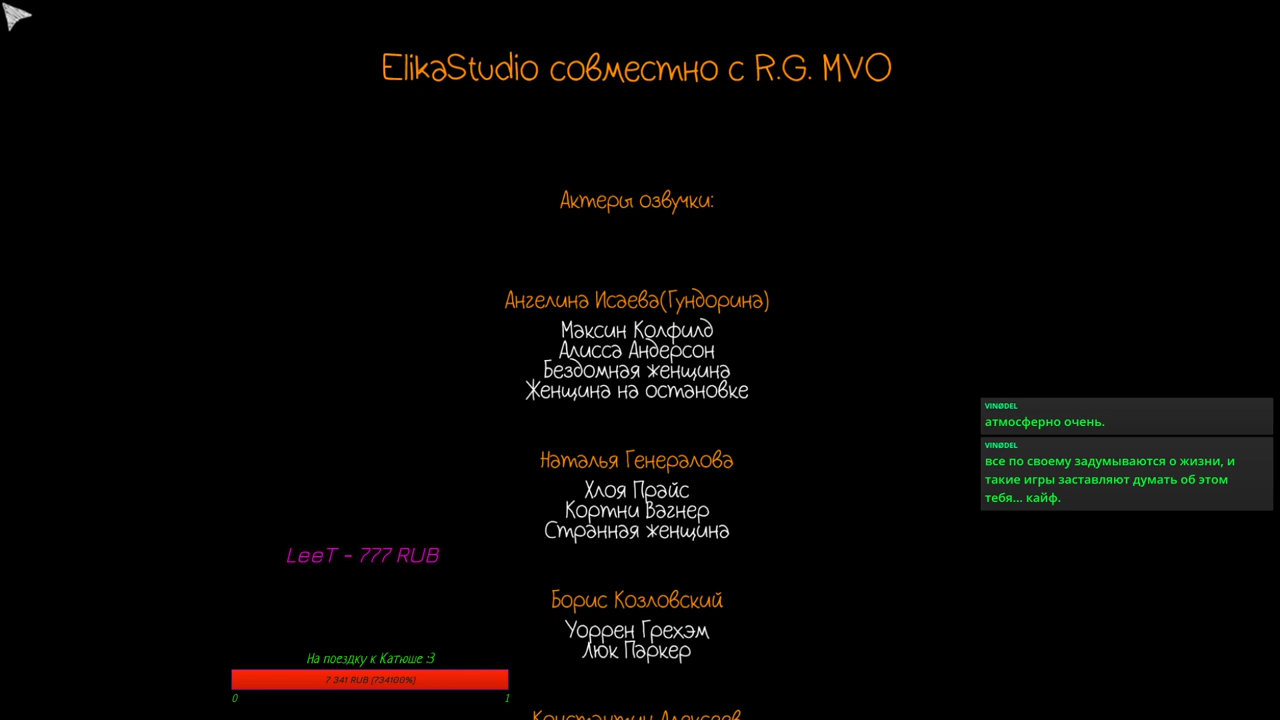 ElikaStudio совместно с R.G. MVO
Актеры озвучки:
Ангелина Исаева(Гундорина)
Максин Колфилд
Алисса Андерсон
Бездомная женщина
Женщина на остановке
Наталья Генералова
Хлоя Прайс
Кортни Вагнер
Странная женщина
Борис Козловский
Уоррен Грехэм
Люк Паркер
Константин Алексеев
VINØDEL
атмосферно очень.
VINØDEL
все по своему задумываются о жизни, и
такие игры заставляют думать об этом
тебя... кайф.
LeeT - 777 RUB
На поездку к Катюше :3
7 341 RUB (734100%)
0
1